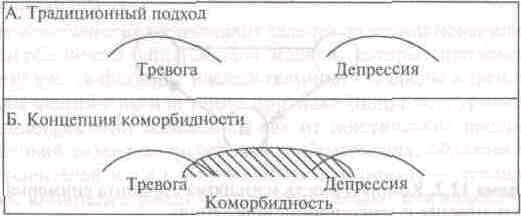 А. Традиционный подход
Тревога Депрессия
Б. Концепция коморбидности
Тревога Депрессия
Коморбидность